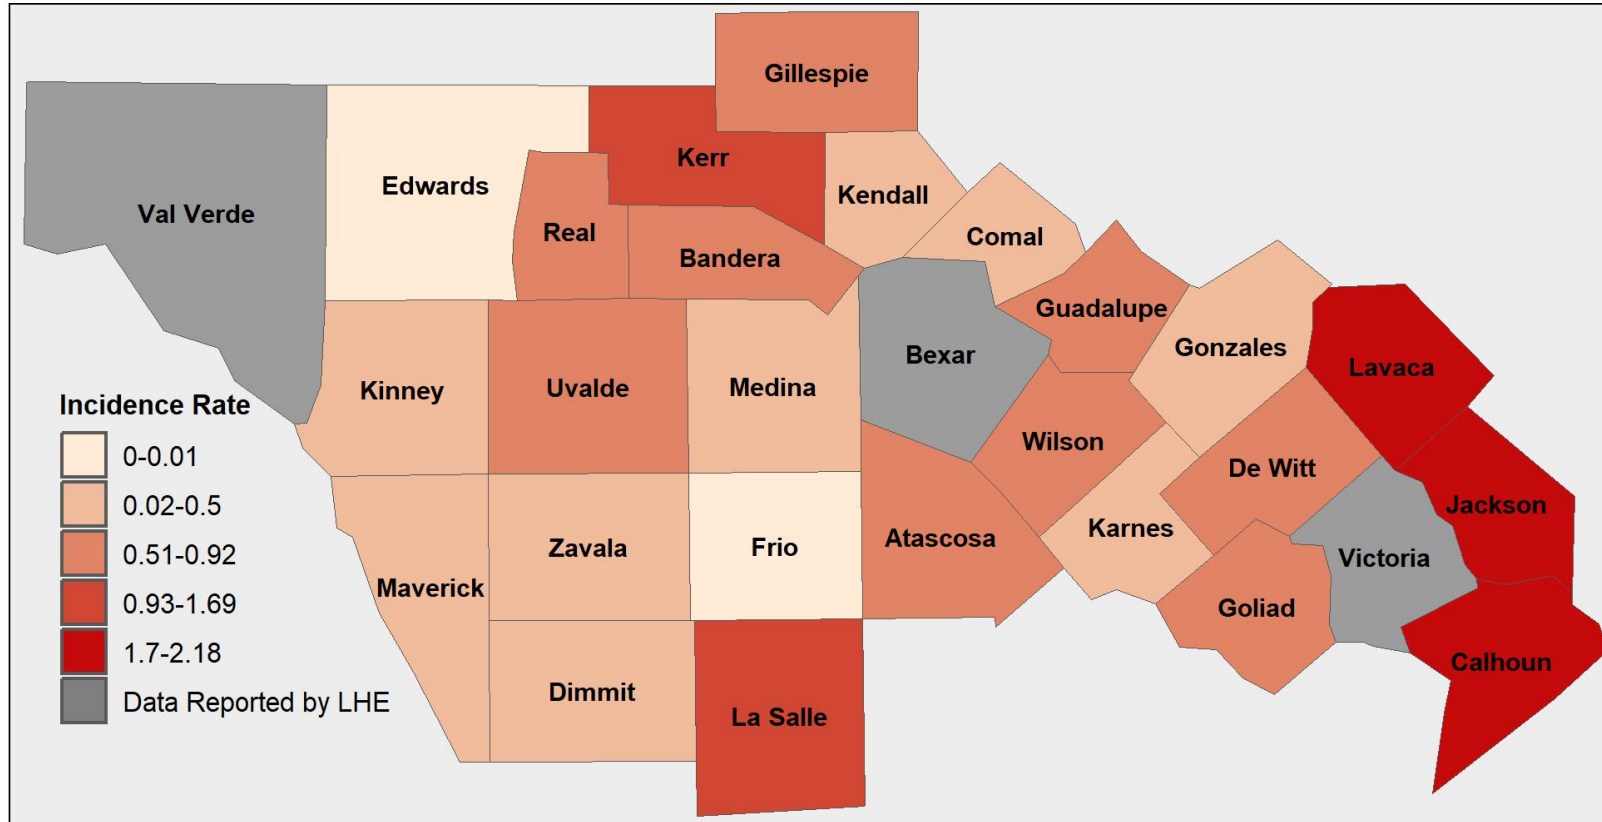 Gillespie
Kerr
Edwards
Kendall
Val Verde
Real
Comal
Bandera
Guadalupe
Gonzales
Bexar
Lavaca
Kinney
Uvalde
Medina
Incidence Rate
0-0.01
0.02-0.5
0.51-0.92
0.93-1.69
1.7-2.18
Data Reported by LHE
Wilson
De Witt
Jackson
Karnes
Atascosa
Zavala
Frio
Victoria
Maverick
Goliad
Calhoun
Dimmit
La Salle